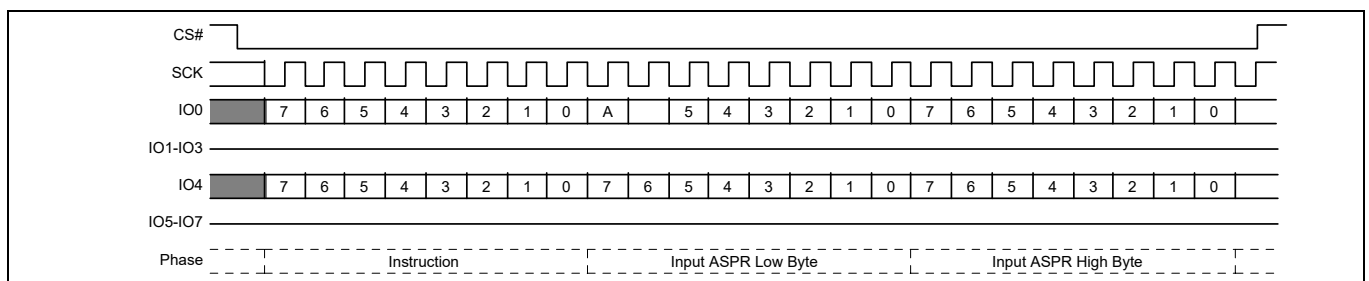 CS#
SCK
IO0 7 6 5 4 3 2 1 0 A 5 4 3 2 1 0 7 6 5 4 3 2 1 0
IO1-IO3
IO4 7 6 5 4 3 2 1 0 7 6 5 4 3 2 1 0 7 6 5 4 3 2 1 0
IO5-IO7
Phase Instruction Input ASPR Low Byte Input ASPR High Byte